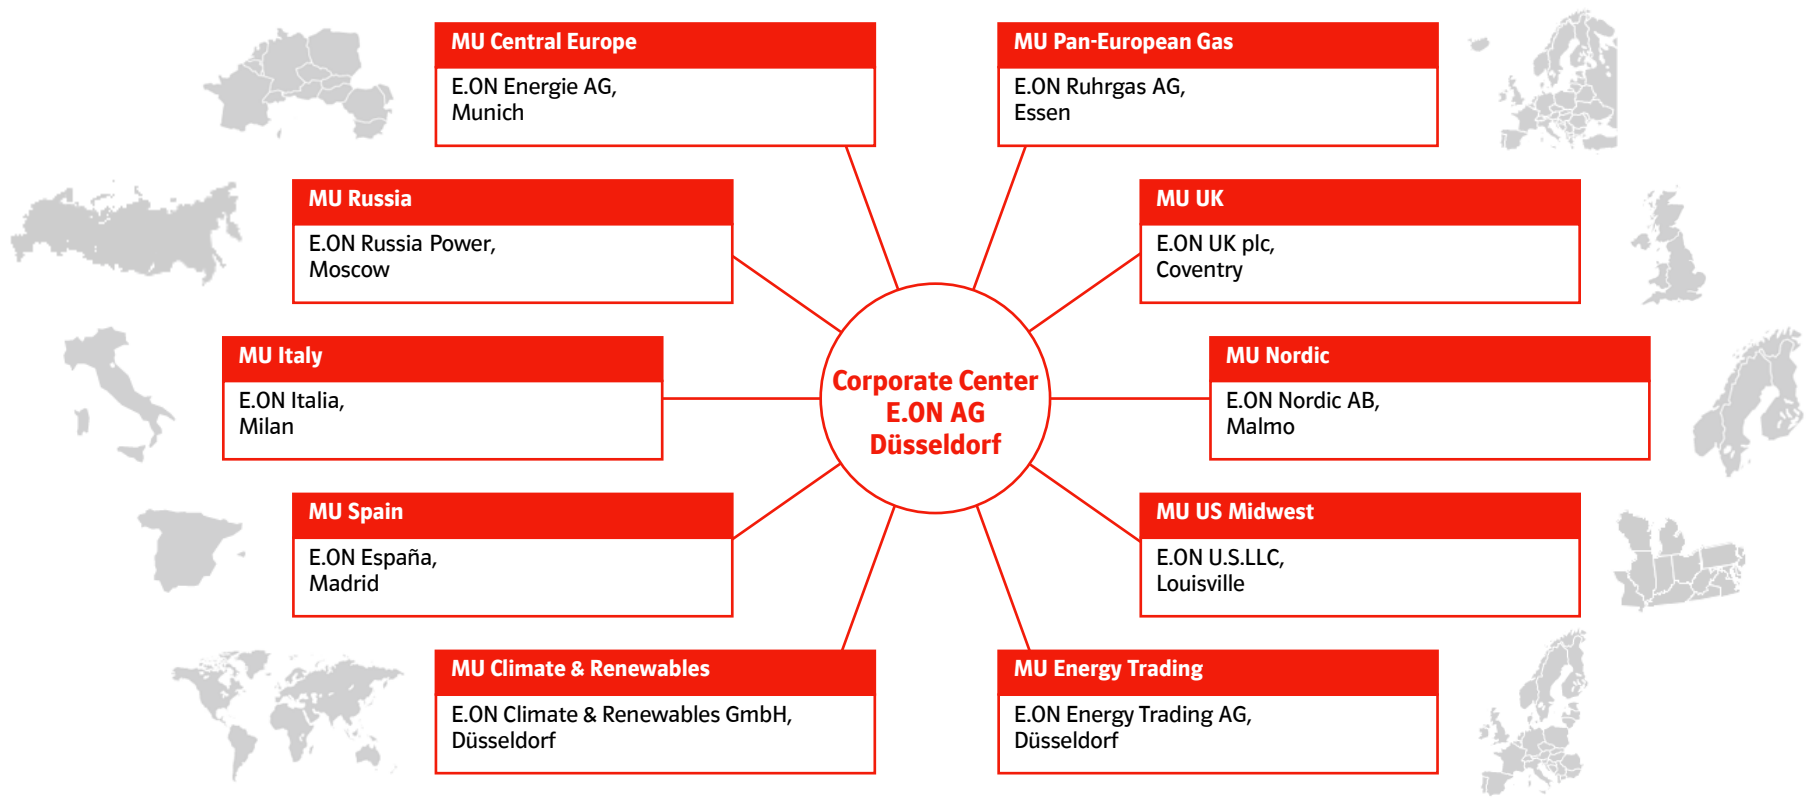 MU Central Europe
E.ON Energie AG,
Munich
MU Pan-European Gas
E.ON Ruhrgas AG,
Essen
MU Russia
E.ON Russia Power,
Moscow
MU UK
E.ON UK plc,
Coventry
MU Italy
E.ON Italia,
Milan
Corporate Center
E.ON AG
Düsseldorf
MU Nordic
E.ON Nordic AB,
Malmo
MU Spain
E.ON España,
Madrid
MU US Midwest
E.ON U.S.LLC,
Louisville
MU Climate & Renewables
E.ON Climate & Renewables GmbH,
Düsseldorf
MU Energy Trading
E.ON Energy Trading AG,
Düsseldorf